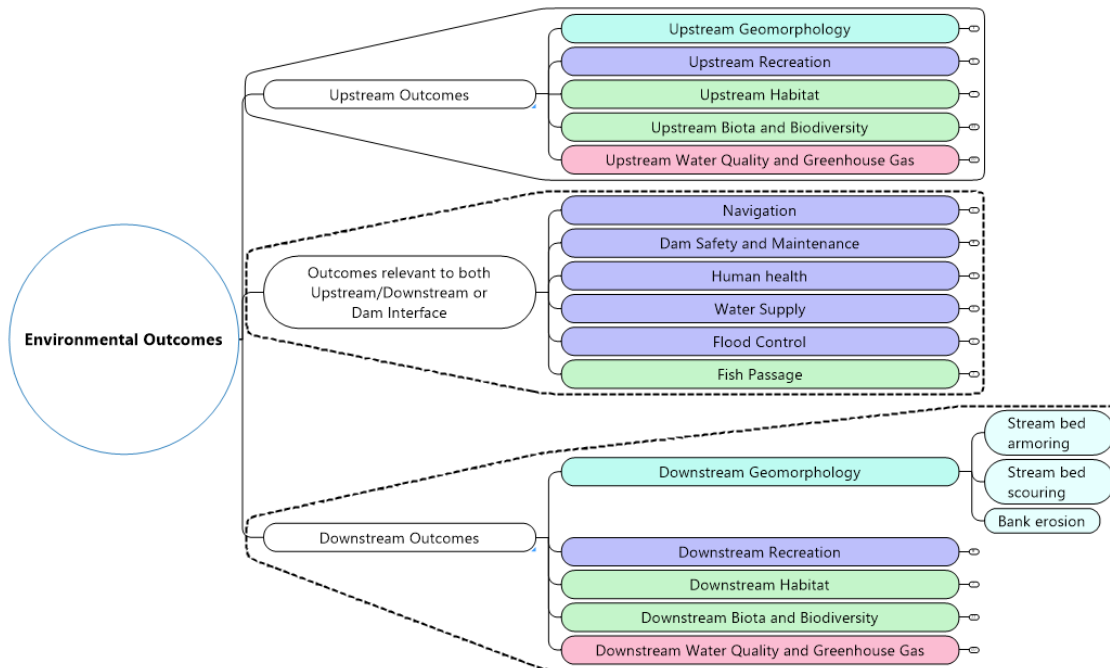 Environmental Outcomes
Upstream Outcomes
Upstream Geomorphology
Upstream Recreation
Upstream Habitat
Upstream Biota and Biodiversity
Upstream Water Quality and Greenhouse Gas
Outcomes relevant to both
Upstream/Downstream or
Dam Interface
Navigation
Dam Safety and Maintenance
Human health
Water Supply
Flood Control
Fish Passage
Downstream Outcomes
Downstream Geomorphology
Stream bed
armoring
Stream bed
scouring
Bank erosion
Downstream Recreation
Downstream Habitat
Downstream Biota and Biodiversity
Downstream Water Quality and Greenhouse Gas